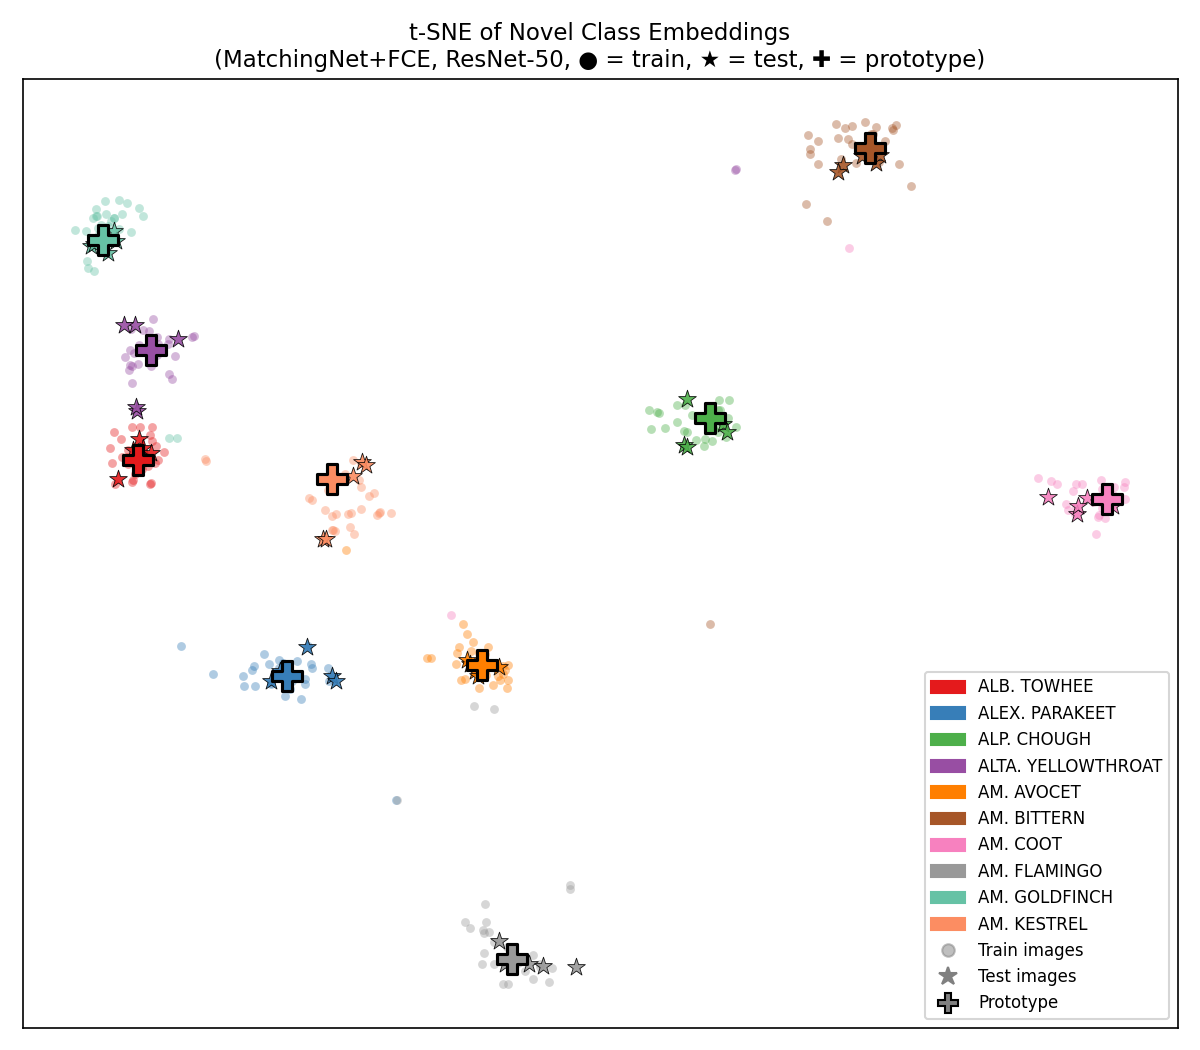 t-SNE of Novel Class Embeddings
(MatchingNet+FCE, ResNet-50, ● = train, ★ = test, ✚ = prototype)
ALB. TOWHEE
ALEX. PARAKEET
ALP. CHOUGH
ALTA. YELLOWTHROAT
AM. AVOCET
AM. BITTERN
AM. COOT
AM. FLAMINGO
AM. GOLDFINCH
AM. KESTREL
Train images
Test images
Prototype